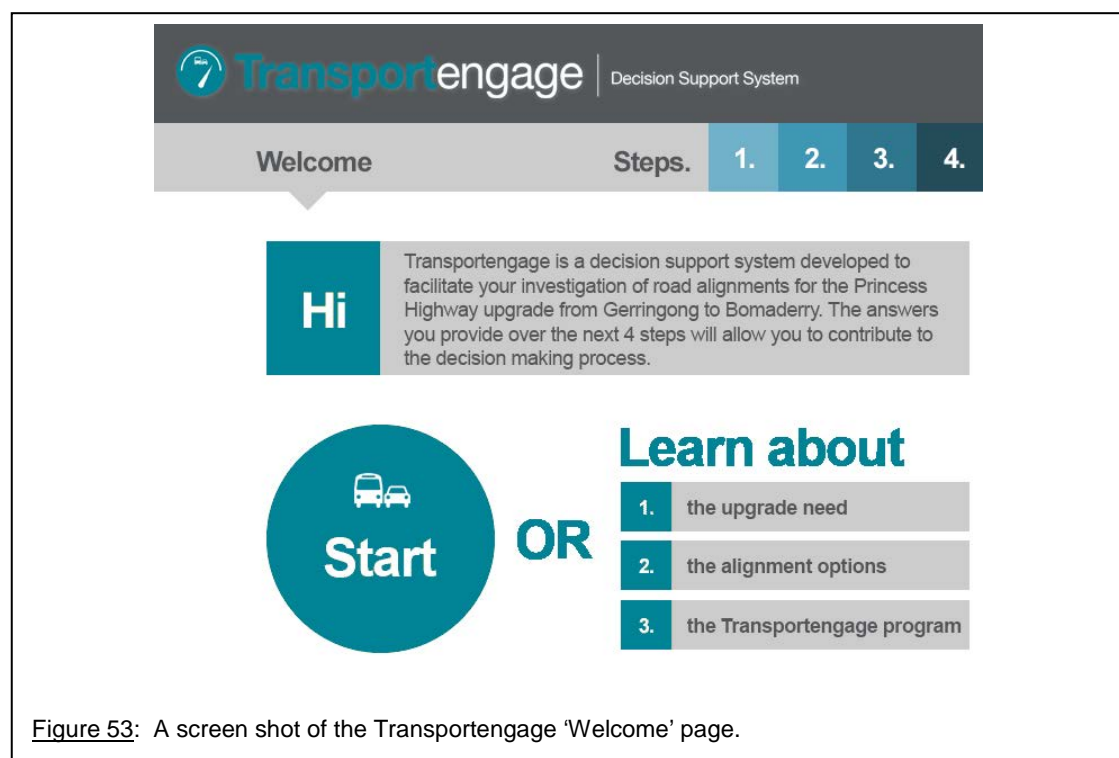 Transportengage Decision Support System
Welcome Steps. 1. 2. 3. 4.
Hi
Transportengage is a decision support system developed to
facilitate your investigation of road alignments for the Princess
Highway upgrade from Gerringong to Bomaderry. The answers
you provide over the next 4 steps will allow you to contribute to
the decision making process.
Start
OR
Learn about
1. the upgrade need
2. the alignment options
3. the Transportengage program
Figure 53: A screen shot of the Transportengage ‘Welcome’ page.